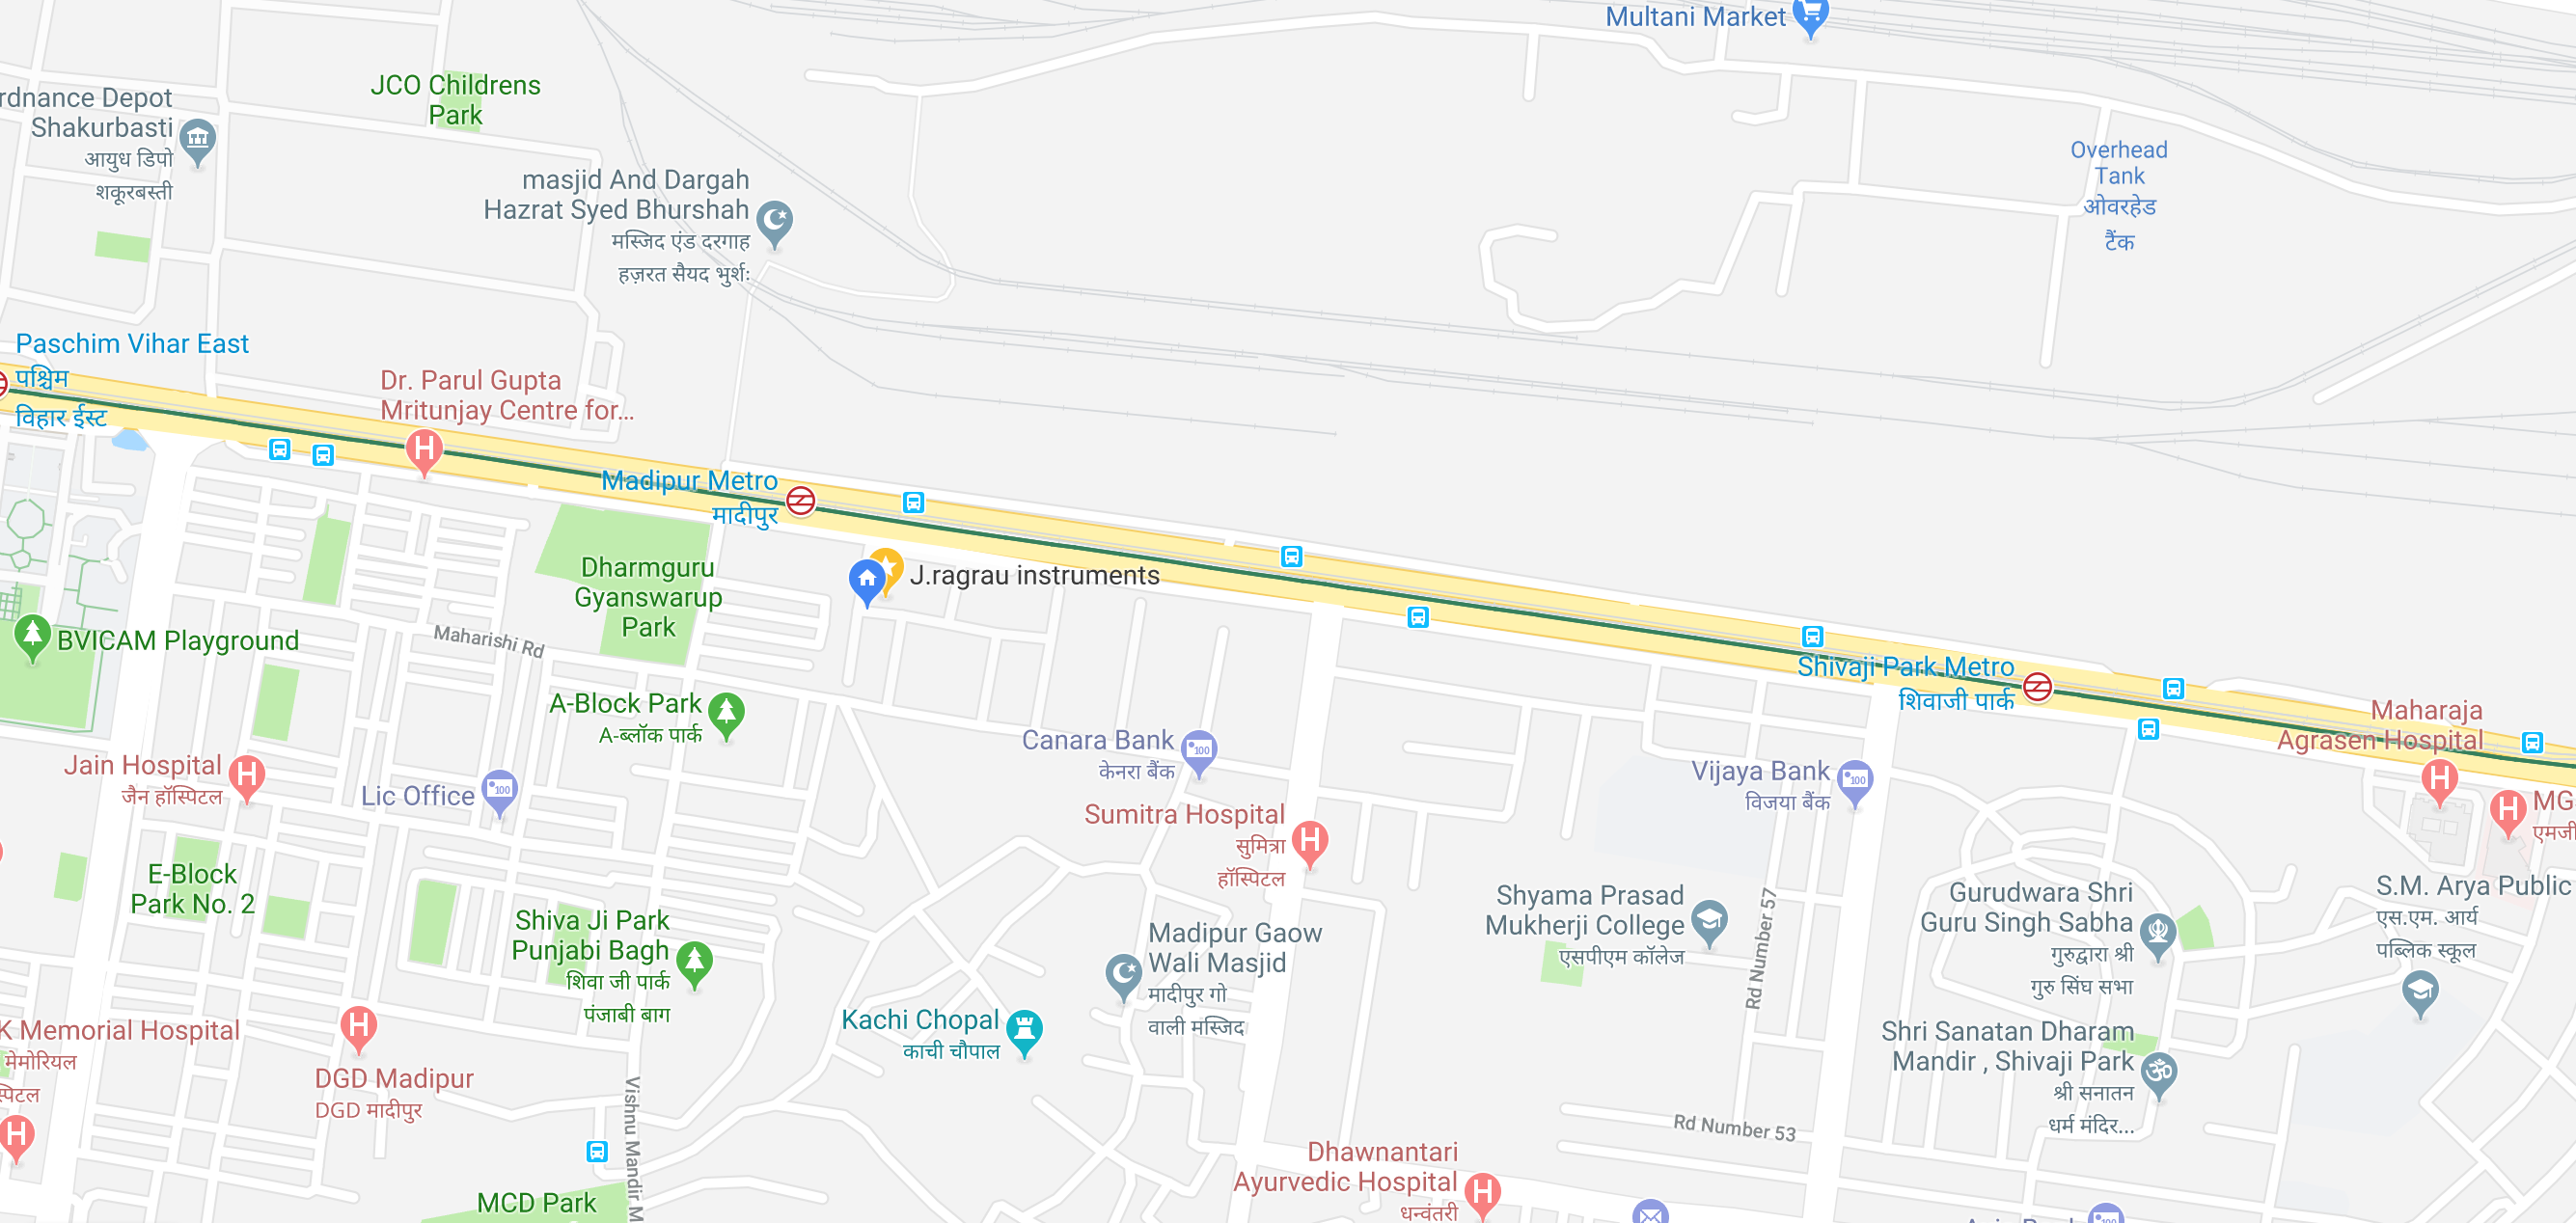 Multani Market
JCO Childrens
Park
rdnance Depot
Shakurbasti
आयुध डिपो
शकूरबस्ती
masjid And Dargah
Hazrat Syed Bhurshah
मस्जिद एंड दरगाह
हज़रत सैयद भुर्शः
Overhead
Tank
ओवरहेड
टैंक
Paschim Vihar East
पश्चिम
विहार ईस्ट
Dr. Parul Gupta
Mritunjay Centre for...
H
Madipur Metro
मादीपुर
Dharmguru
Gyanswarup
Park
J.ragrau instruments
BVICAM Playground
Maharishi Rd
Shivaji Park Metro
शिवाजी पार्क
Maharaja
Agrasen Hospital
H
A-Block Park
A-ब्लॉक पार्क
Canara Bank
केनरा बैंक
100
Jain Hospital
जैन हॉस्पिटल
H
Lic Office
100
Vijaya Bank
विजया बैंक
100
MG
एमजी
H
Sumitra Hospital
सुमित्रा
हॉस्पिटल
H
E-Block
Park No. 2
Shiva Ji Park
Punjabi Bagh
शिवा जी पार्क
पंजाबी बाग
Shyama Prasad
Mukherji College
एसपीएम कॉलेज
Rd Number 57
Gurudwara Shri
Guru Singh Sabha
गुरुद्वारा श्री
गुरु सिंघ सभा
S.M. Arya Public
एस.एम. आर्य
पब्लिक स्कूल
Madipur Gaow
Wali Masjid
मादीपुर गो
वाली मस्जिद
Kachi Chopal
काची चौपाल
K Memorial Hospital
मेमोरियल
स्पिटल
H
H
DGD Madipur
DGD मादीपुर
Shri Sanatan Dharam
Mandir , Shivaji Park
श्री सनातन
धर्म मंदिर...
ॐ
Vishnu Mandir M
Rd Number 53
Dhawnantari
Ayurvedic Hospital
धन्वंतरी
H
MCD Park
100